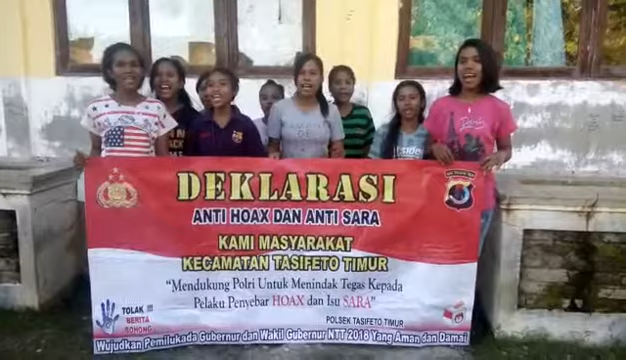 DEKLARASI
ANTI HOAX DAN ANTI SARA
KAMI MASYARAKAT
KECAMATAN TASIFETO TIMUR
"Mendukung Polri Untuk Menindak Tegas Kepada
Pelaku Penyebar HOAX dan Isu SARA"
TOLAK !!!
BERITA
BOHONG
POLSEK TASIFETO TIMUR
Wujudkan Pemilukada Gubernur dan Wakil Gubernur NTT 2018 Yang Aman dan Damai